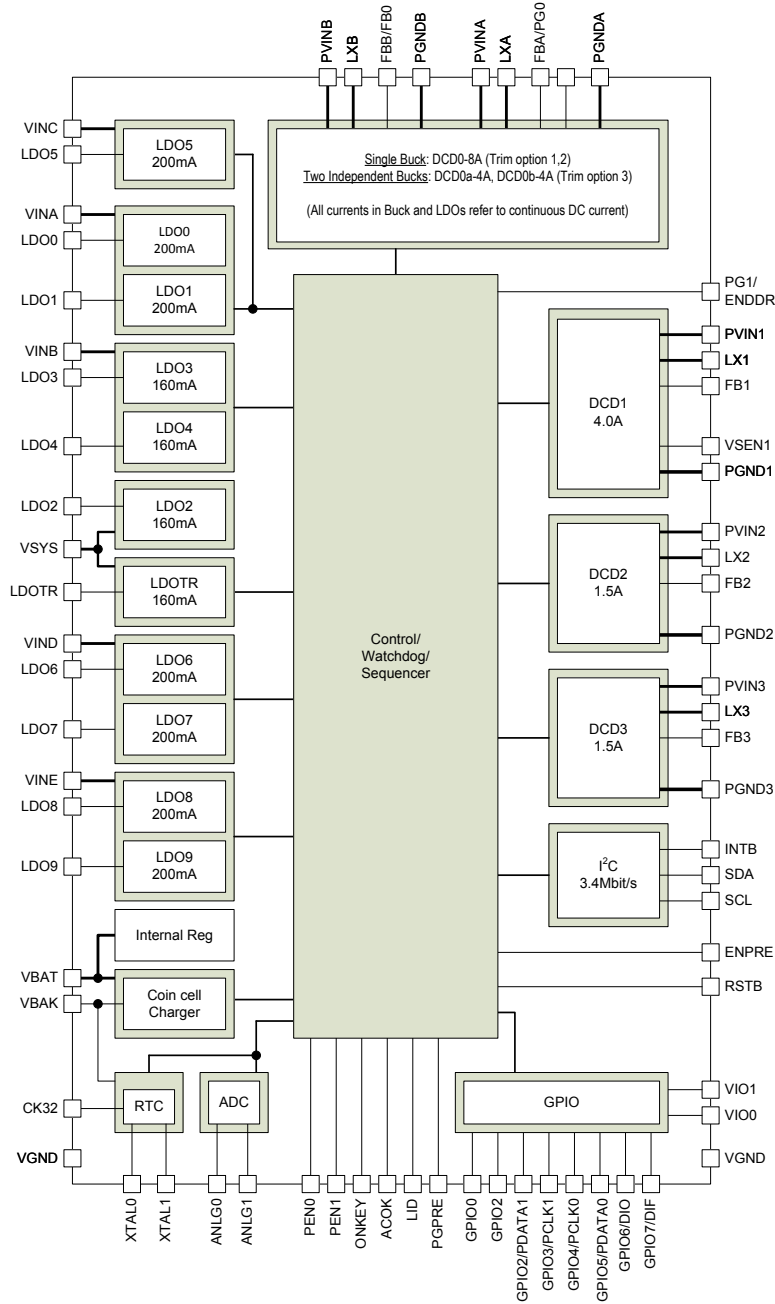 PVINB
LXB
FBB/FB0
PGNDB
PVINA
LXA
FBA/PG0
PGNDA
VINC
LDO5
LDO5
200mA
Single Buck: DCD0-8A (Trim option 1,2)
Two Independent Bucks: DCD0a-4A, DCD0b-4A (Trim option 3)
(All currents in Buck and LDOs refer to continuous DC current)
VINA
LDO0
LDO0
200mA
LDO1
LDO1
200mA
PG1/
ENDDR
VINB
LDO3
LDO3
160mA
LDO4
LDO4
160mA
DCD1
4.0A
PVIN1
LX1
FB1
VSEN1
PGND1
LDO2
LDO2
160mA
VSYS
LDOTR
LDOTR
160mA
DCD2
1.5A
PVIN2
LX2
FB2
PGND2
Control/
Watchdog/
Sequencer
VIND
LDO6
LDO6
200mA
LDO7
LDO7
200mA
DCD3
1.5A
PVIN3
LX3
FB3
PGND3
VINE
LDO8
LDO8
200mA
LDO9
LDO9
200mA
I2C
3.4Mbit/s
INTB
SDA
SCL
Internal Reg
ENPRE
RSTB
VBAT
VBAK
Coin cell
Charger
CK32
RTC
ADC
GPIO
VIO1
VIO0
VGND
VGND
XTAL0
XTAL1
ANLG0
ANLG1
PEN0
PEN1
ONKEY
ACOK
LID
PGPRE
GPIO0
GPIO2
GPIO2/PDATA1
GPIO3/PCLK1
GPIO4/PCLK0
GPIO5/PDATA0
GPIO6/DIO
GPIO7/DIF